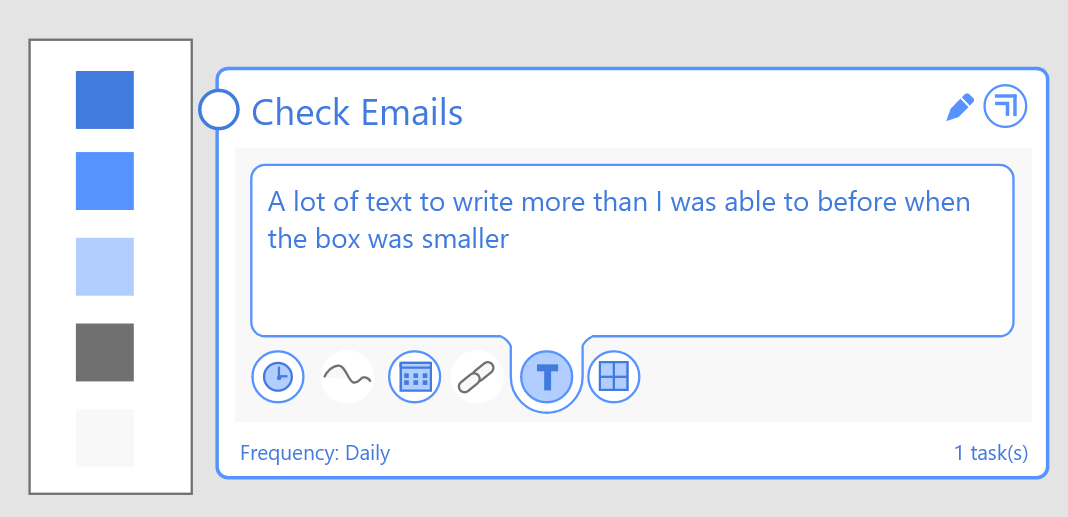 Check Emails
A lot of text to write more than I was able to before when
the box was smaller
T
Frequency: Daily
1 task(s)